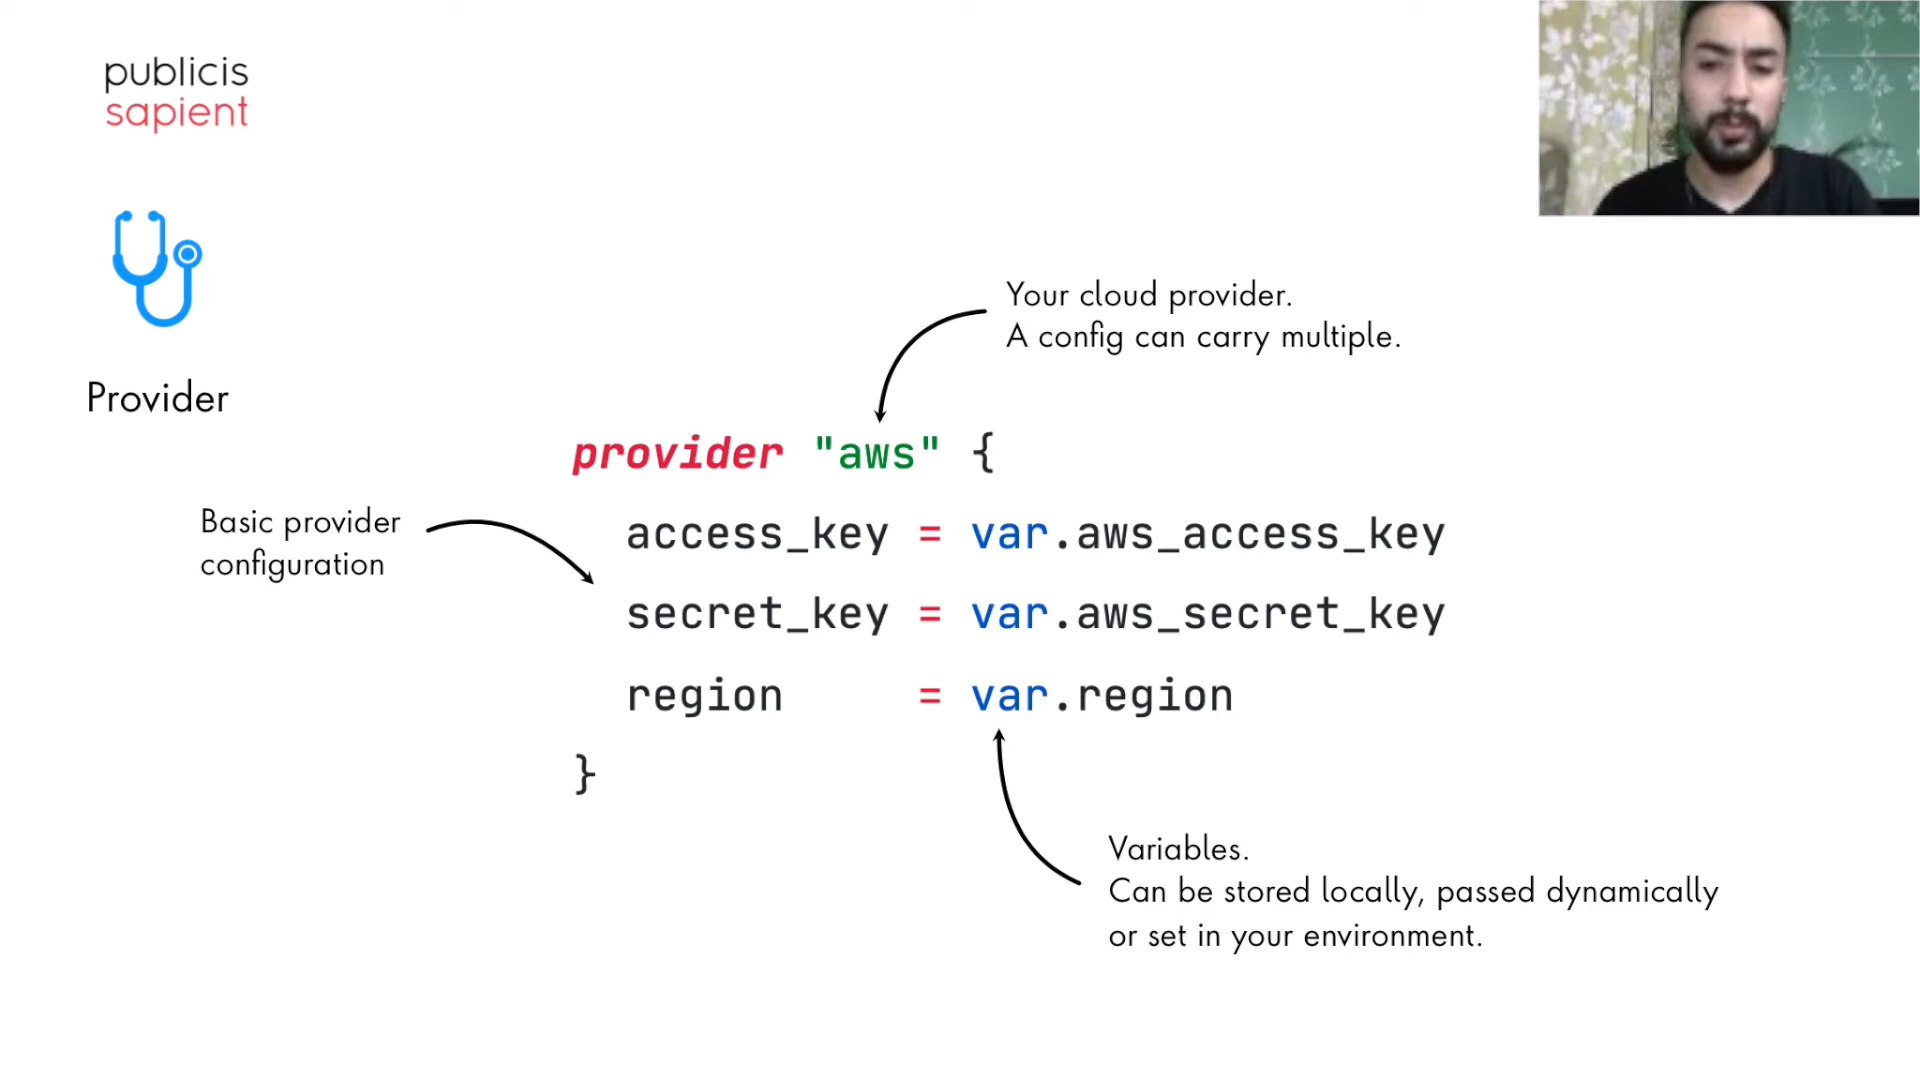 publicis
sapient
Provider
Your cloud provider.
A config can carry multiple.
Basic provider
configuration
provider "aws" {
access_key = var.aws_access_key
secret_key = var.aws_secret_key
region = var.region
}
Variables.
Can be stored locally, passed dynamically
or set in your environment.